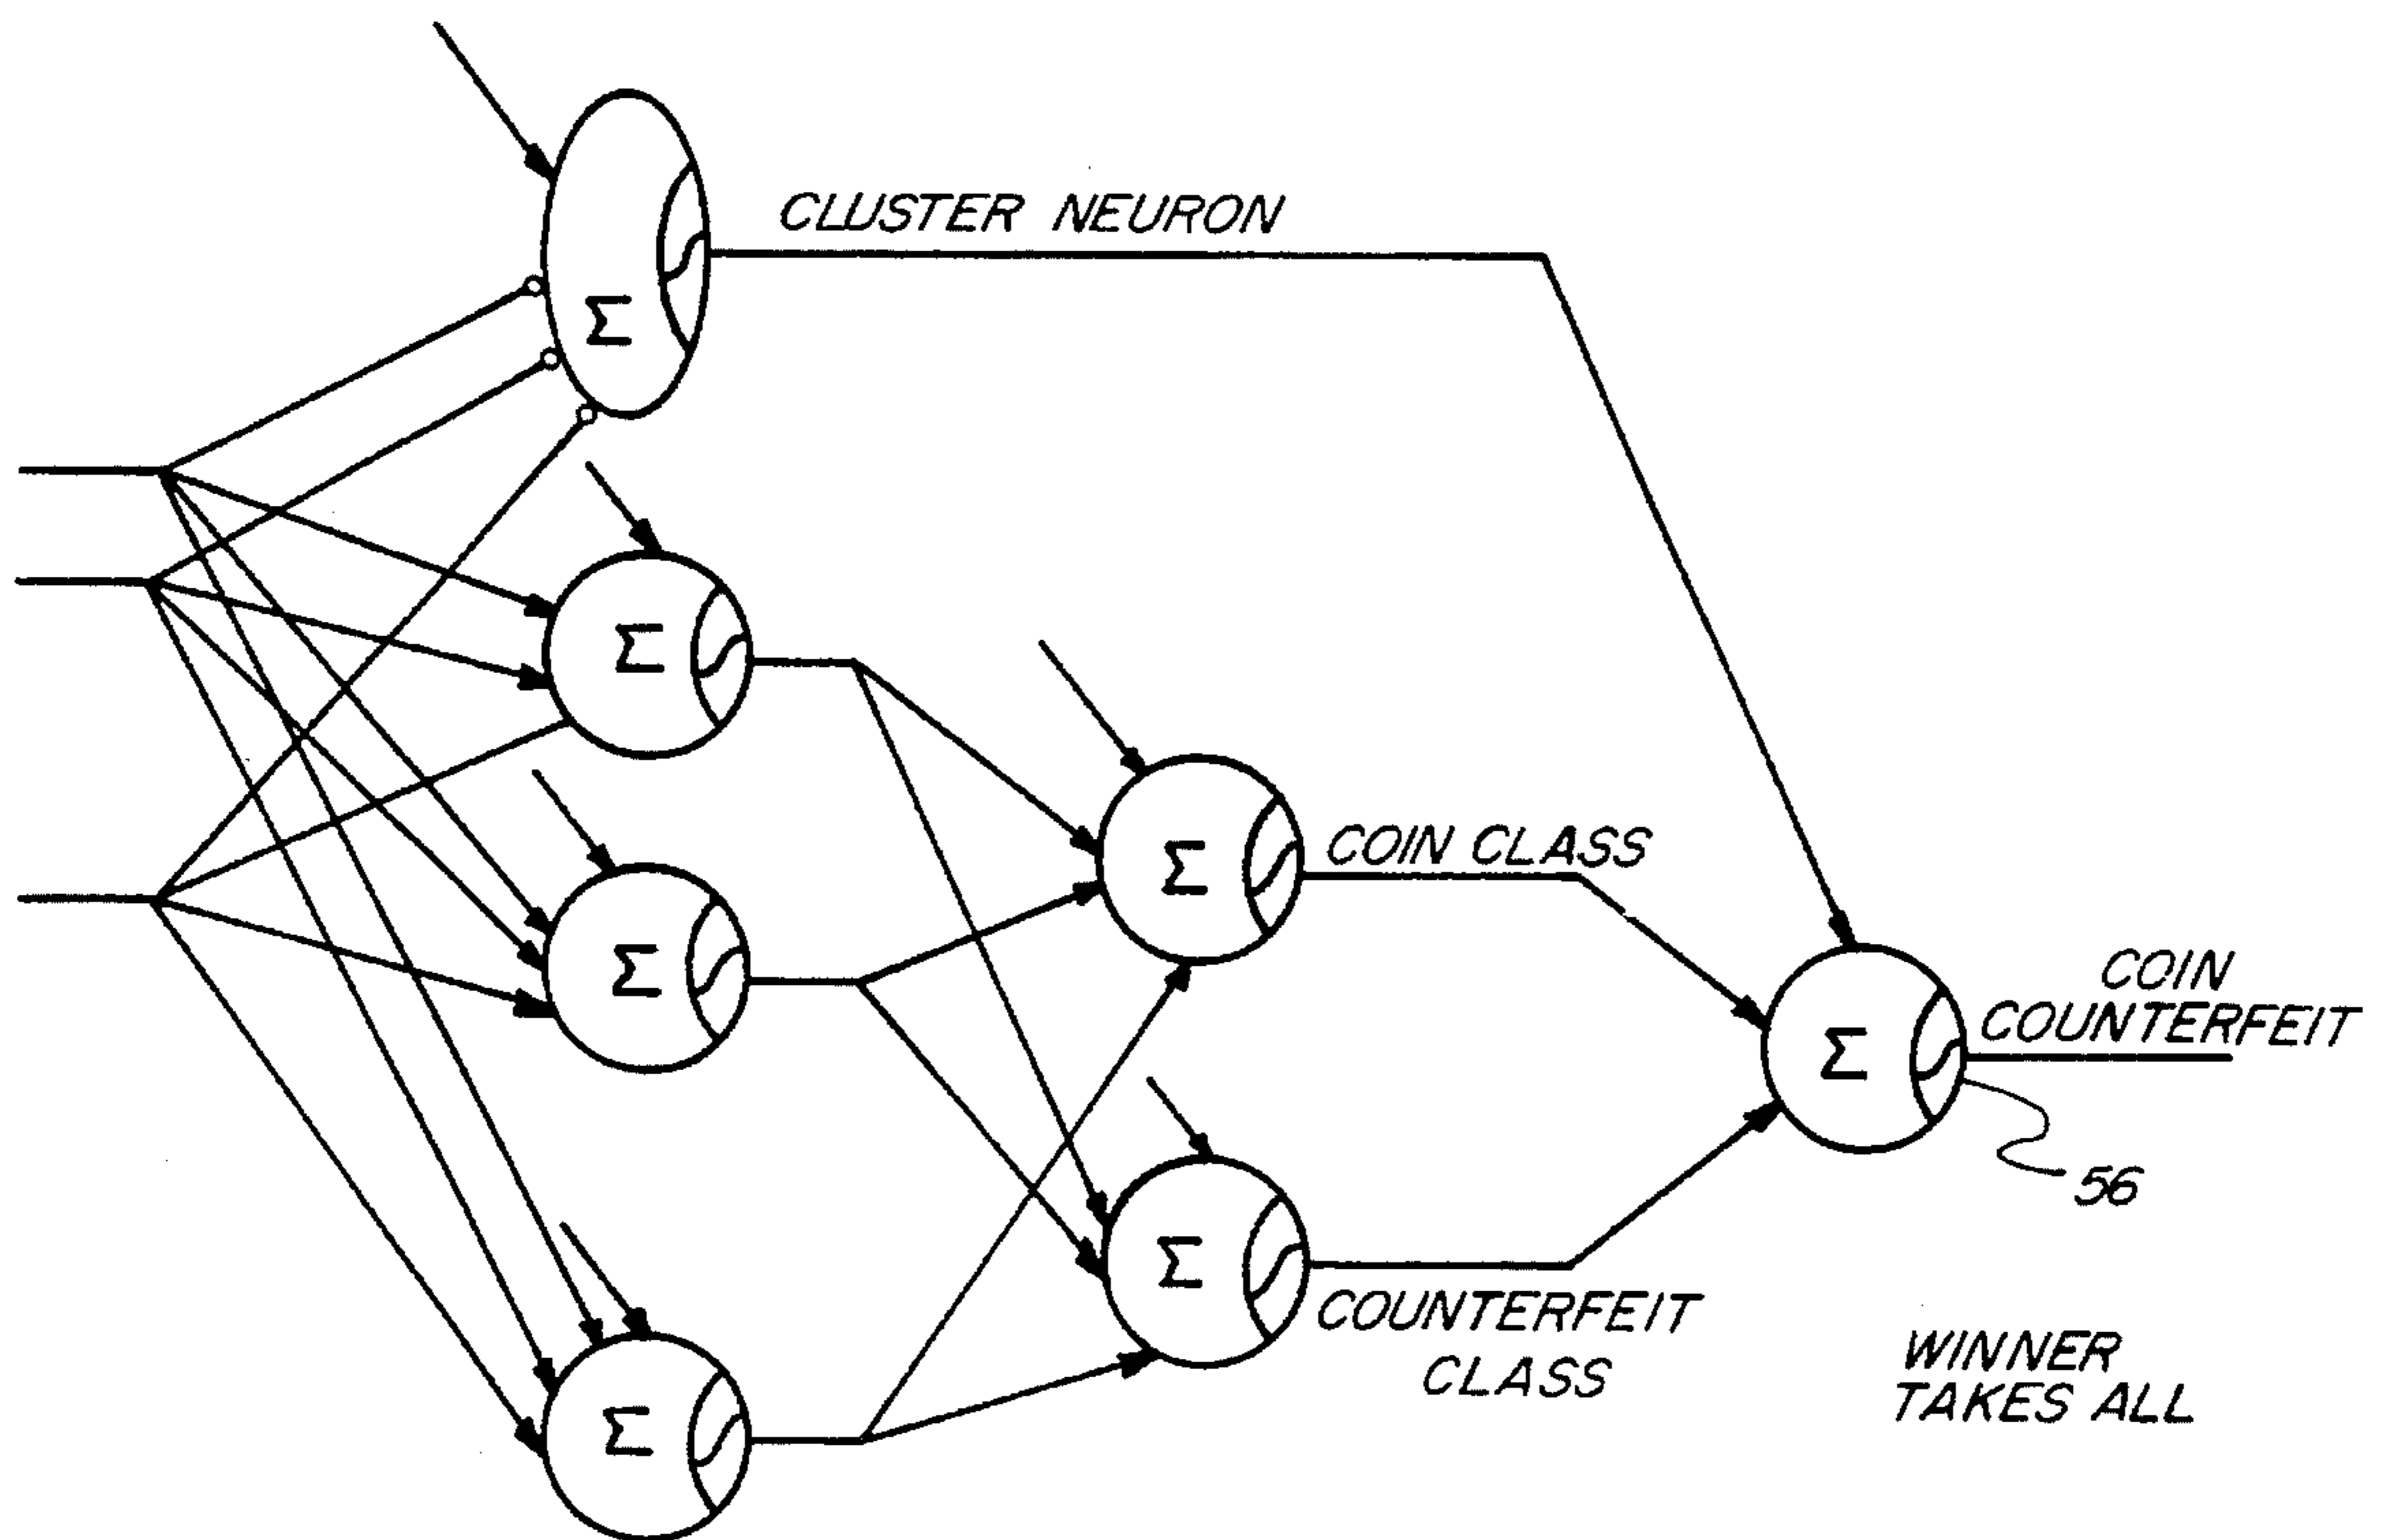 CLUSTER NEURON
Σ
Σ
Σ
Σ
COIN CLASS
Σ
COIN
COUNTERFEIT
Σ
56
Σ
COUNTERFEIT
CLASS
WINNER
TAKES ALL
Σ